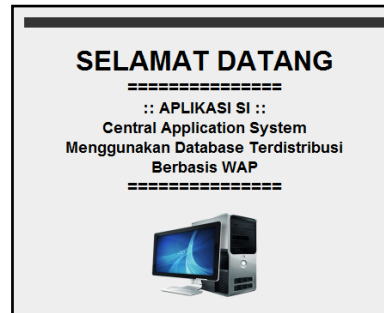 SELAMAT DATANG
===============
:: APLIKASI SI ::
Central Application System
Menggunakan Database Terdistribusi
Berbasis WAP
===============